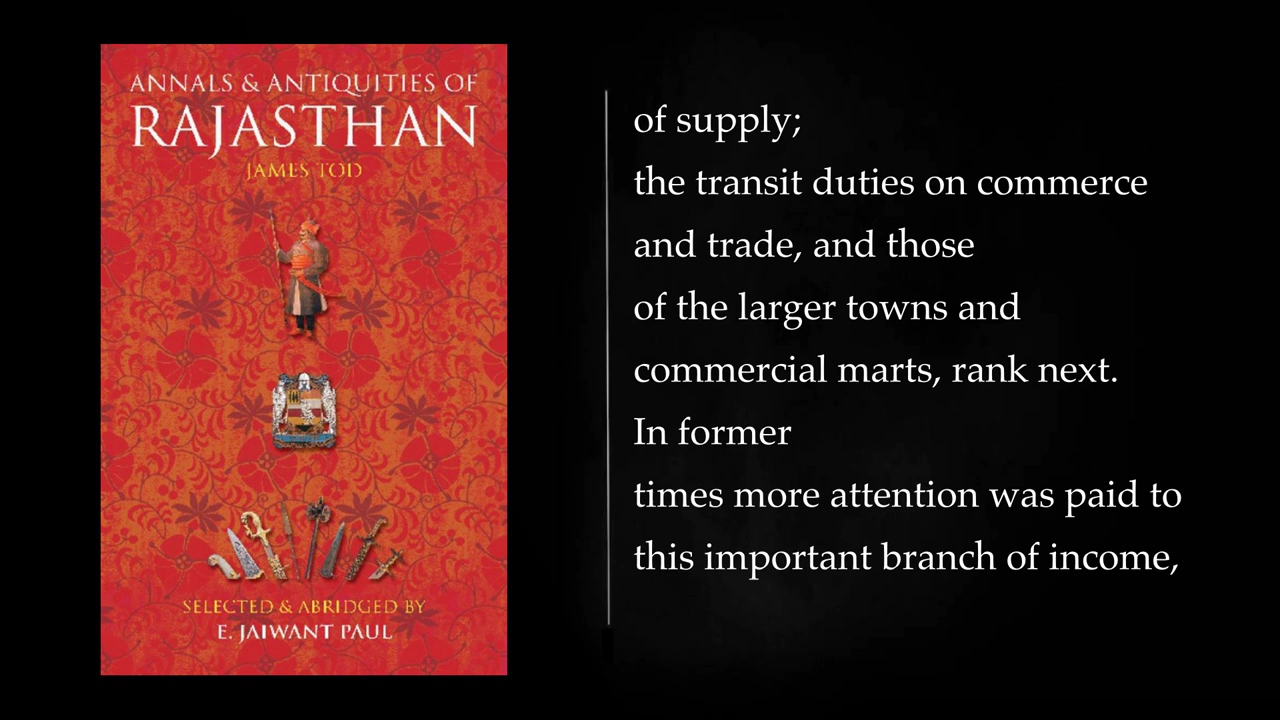 ANNALS & ANTIQUITIES OF
RAJASTHAN
JAMES TOD
SELECTED & ABRIDGED BY
E. JAIWANT PAUL
of supply;
the transit duties on commerce
and trade, and those
of the larger towns and
commercial marts, rank next.
In former
times more attention was paid to
this important branch of income,